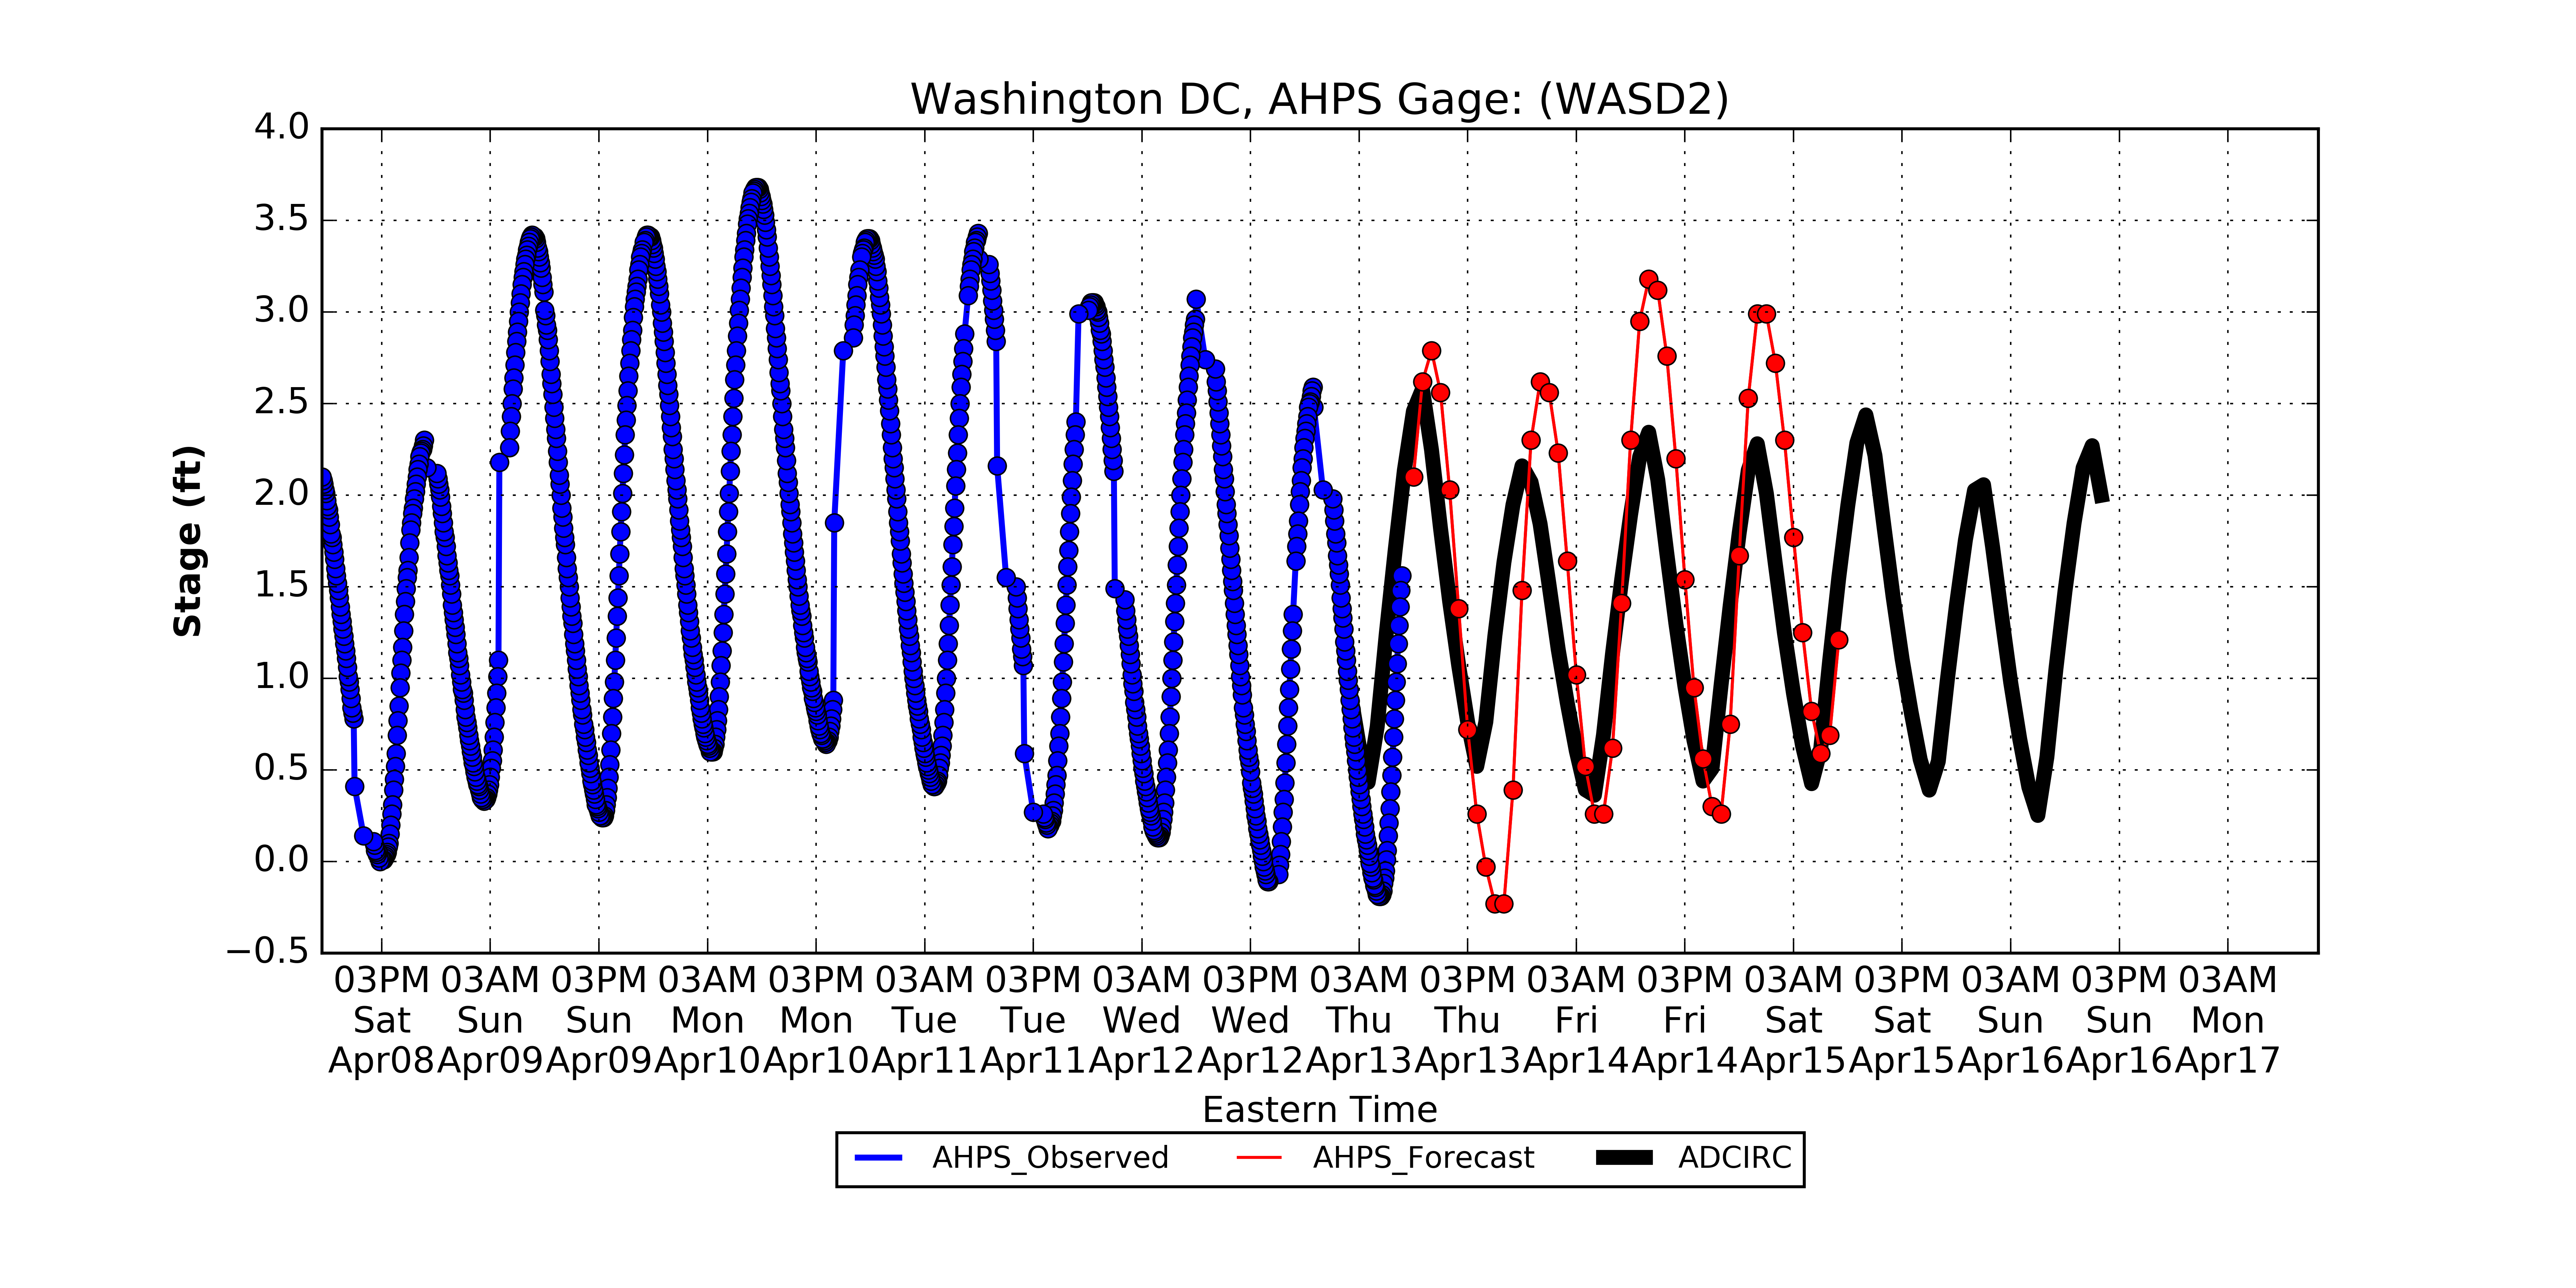 Washington DC, AHPS Gage: (WASD2)
4.0
3.5
3.0
2.5
2.0
1.5
1.0
0.5
0.0
−0.5
Stage (ft)
03PM 03AM 03PM 03AM 03PM 03AM 03PM 03AM 03PM 03AM 03PM 03AM 03PM 03AM 03PM 03AM 03PM 03AM
Sat Sun Sun Mon Mon Tue Tue Wed Wed Thu Thu Fri Fri Sat Sat Sun Sun Mon
Apr08 Apr09 Apr09 Apr10 Apr10 Apr11 Apr11 Apr12 Apr12 Apr13 Apr13 Apr14 Apr14 Apr15 Apr15 Apr16 Apr16 Apr17
Eastern Time
AHPS_Observed AHPS_Forecast ADCIRC